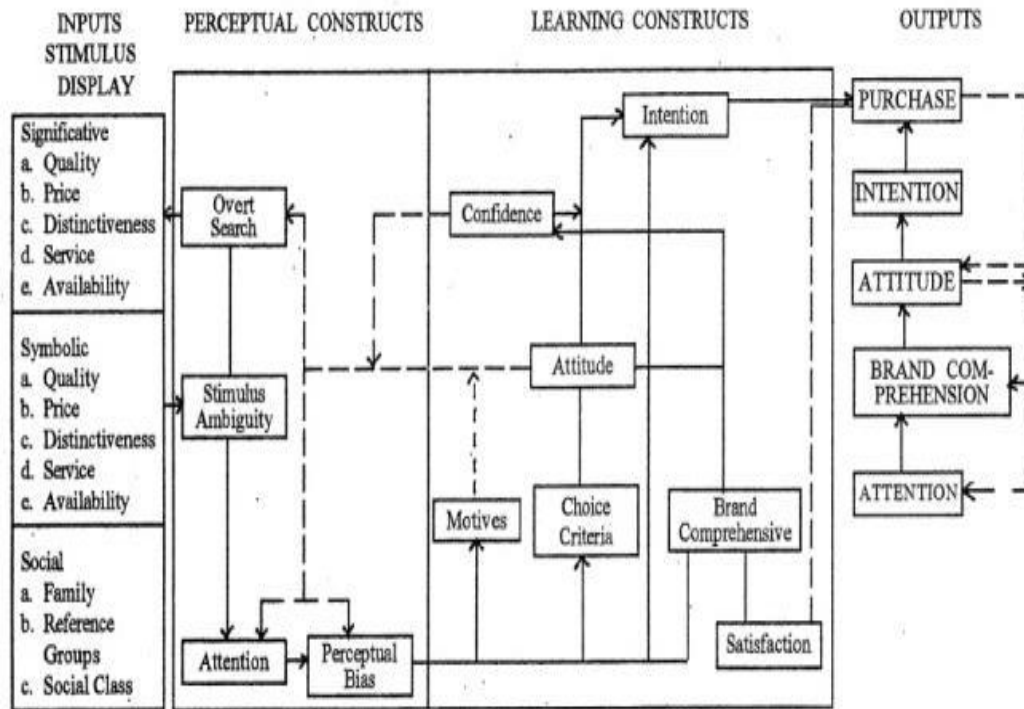 INPUTS
STIMULUS
DISPLAY
PERCEPTUAL CONSTRUCTS
LEARNING CONSTRUCTS
OUTPUTS
Significative
a. Quality
b. Price
c. Distinctiveness
d. Service
e. Availability
Symbolic
a. Quality
b. Price
c. Distinctiveness
d. Service
e. Availability
Social
a. Family
b. Reference
Groups
c. Social Class
Overt
Search
Stimulus
Ambiguity
Attention
Perceptual
Bias
Intention
Confidence
Attitude
Motives
Choice
Criteria
Brand
Comprehensive
Satisfaction
PURCHASE
INTENTION
ATTITUDE
BRAND COM-
PREHENSION
ATTENTION